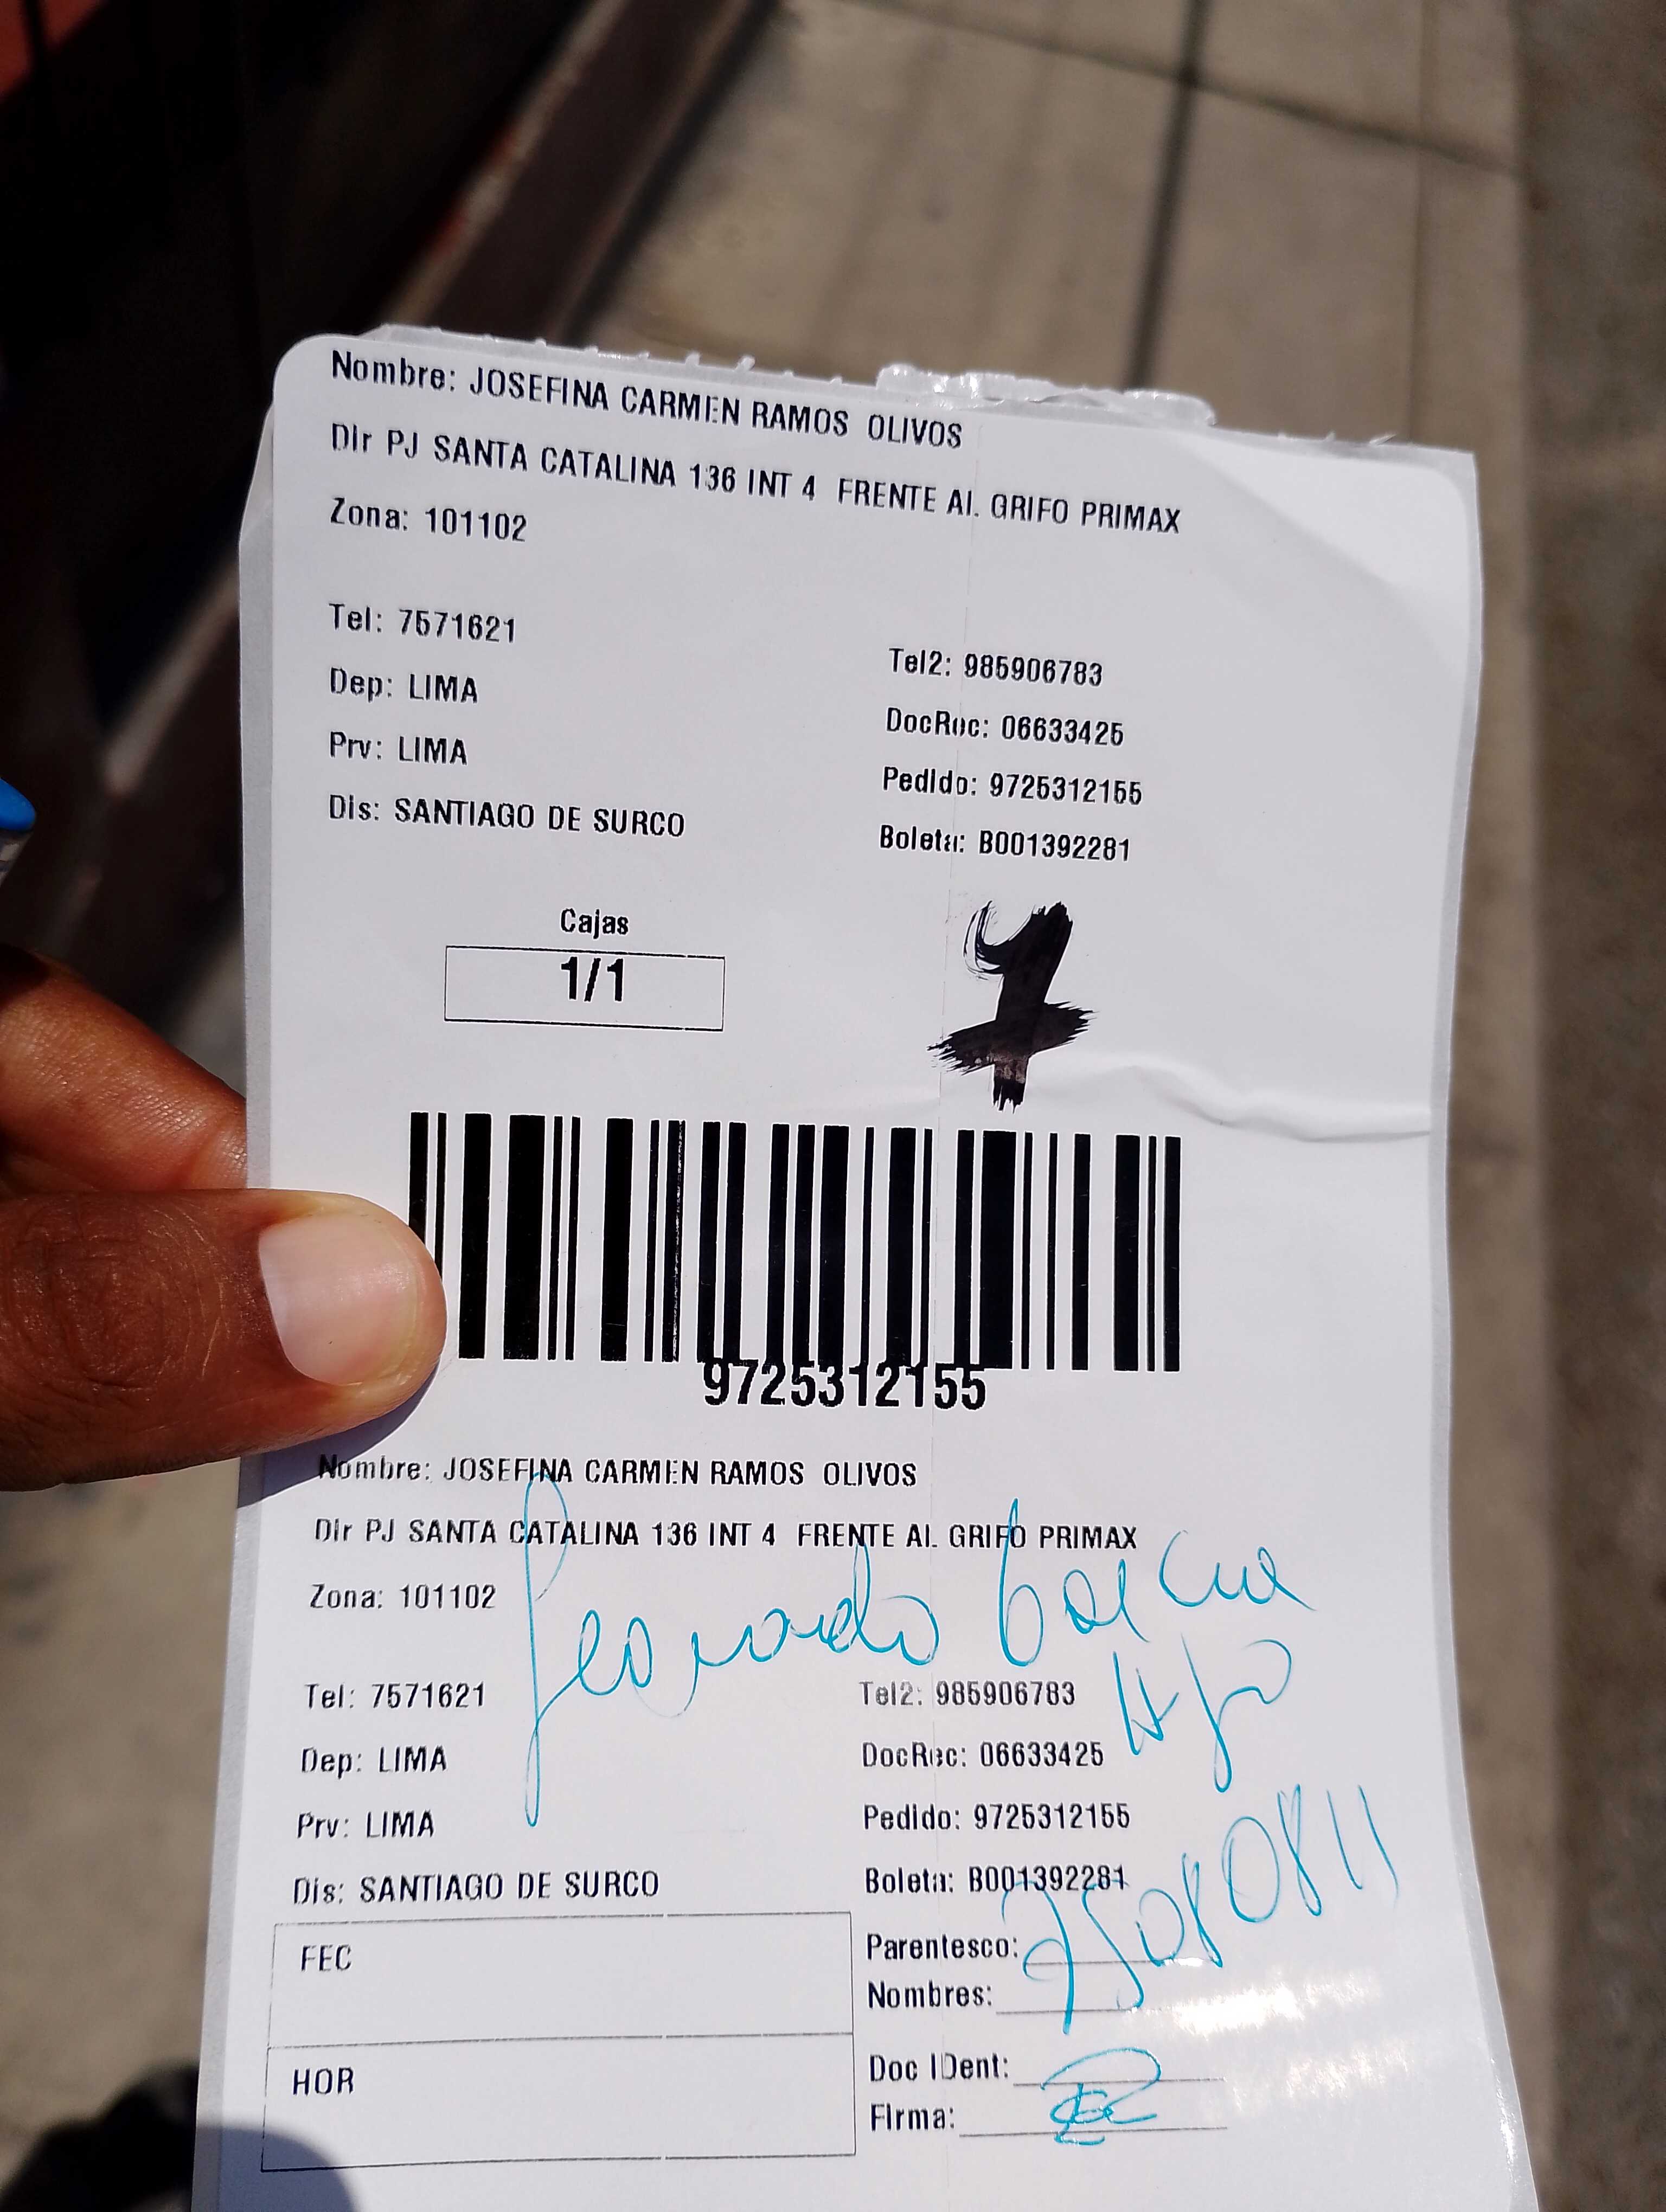 Nombre: JOSEFINA CARMEN RAMOS OLIVOS
Dir PJ SANTA CATALINA 136 INT 4 FRENTE AL GRIFO PRIMAX
Zona: 101102
Tel: 7571621
Tel2: 985906783
Dep: LIMA
DocRec: 06633425
Prv: LIMA
Pedido: 9725312155
Dis: SANTIAGO DE SURCO
Boleta: B001392281
Cajas
1/1
7
9725312155
Nombre: JOSEFINA CARMEN RAMOS OLIVOS
Dir PJ SANTA CATALINA 136 INT 4 FRENTE AL GRIFO PRIMAX
Zona: 101102
Leonardo Garcia
Hijo
Tel: 7571621
Tel2: 985906783
Dep: LIMA
DocRec: 06633425
Prv: LIMA
Pedido: 9725312155
Dis: SANTIAGO DE SURCO
Boleta: B001392281
FEC
Parentesco:
Nombres:
HOR
Doc IDent:
Firma: